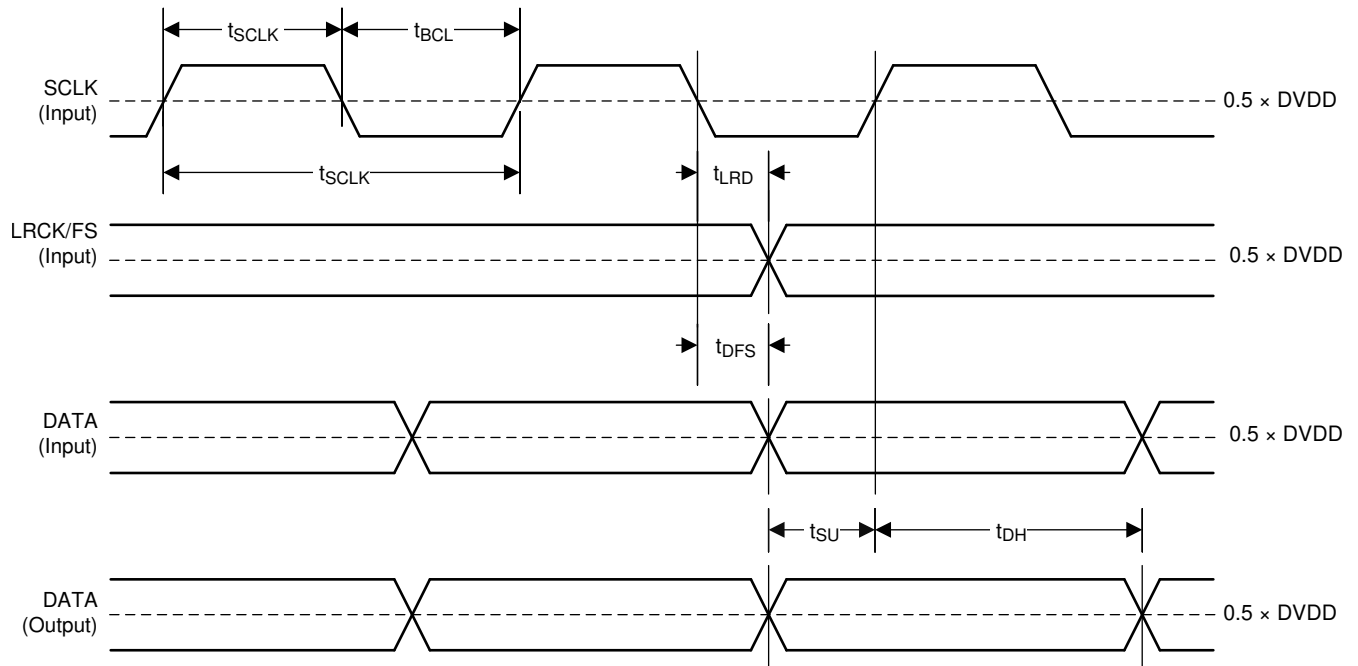 tSCLK
tBCL
SCLK
(Input)
0.5 × DVDD
tSCLK
tLRD
LRCK/FS
(Input)
0.5 × DVDD
tDFS
DATA
(Input)
0.5 × DVDD
tSU
tDH
DATA
(Output)
0.5 × DVDD